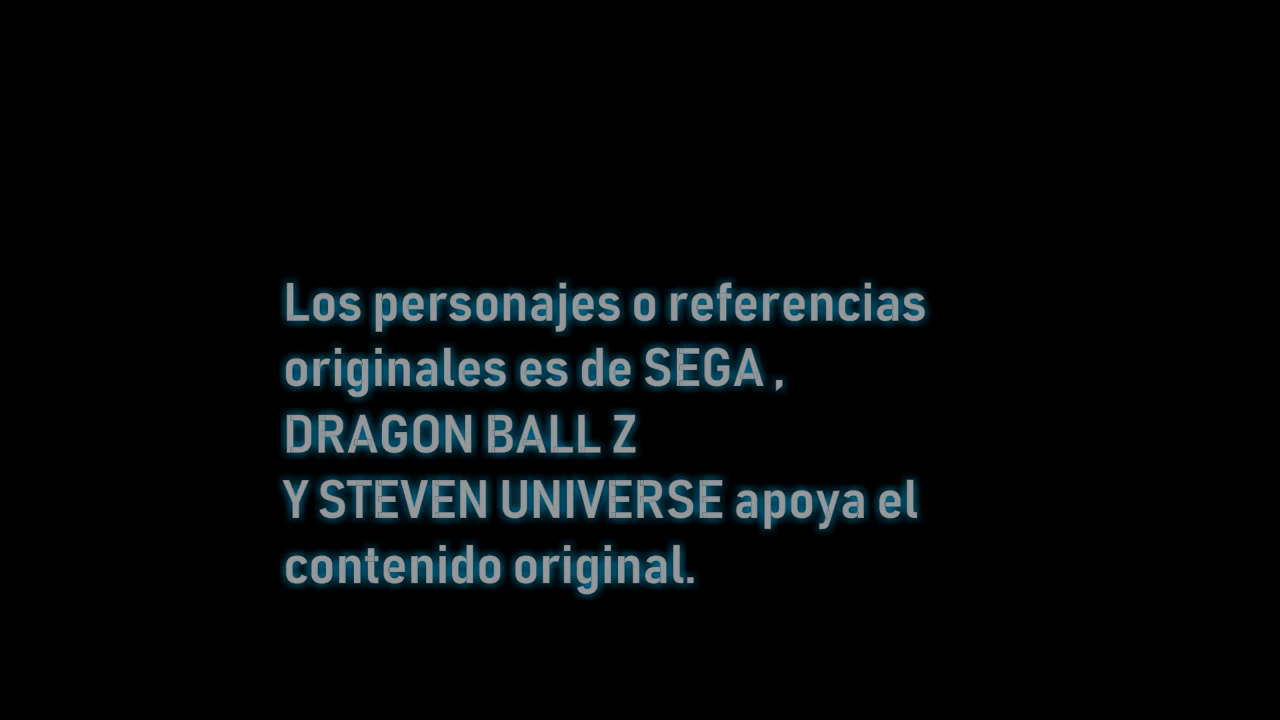 Los personajes o referencias
originales es de SEGA ,
DRAGON BALL Z
Y STEVEN UNIVERSE apoya el
contenido original.